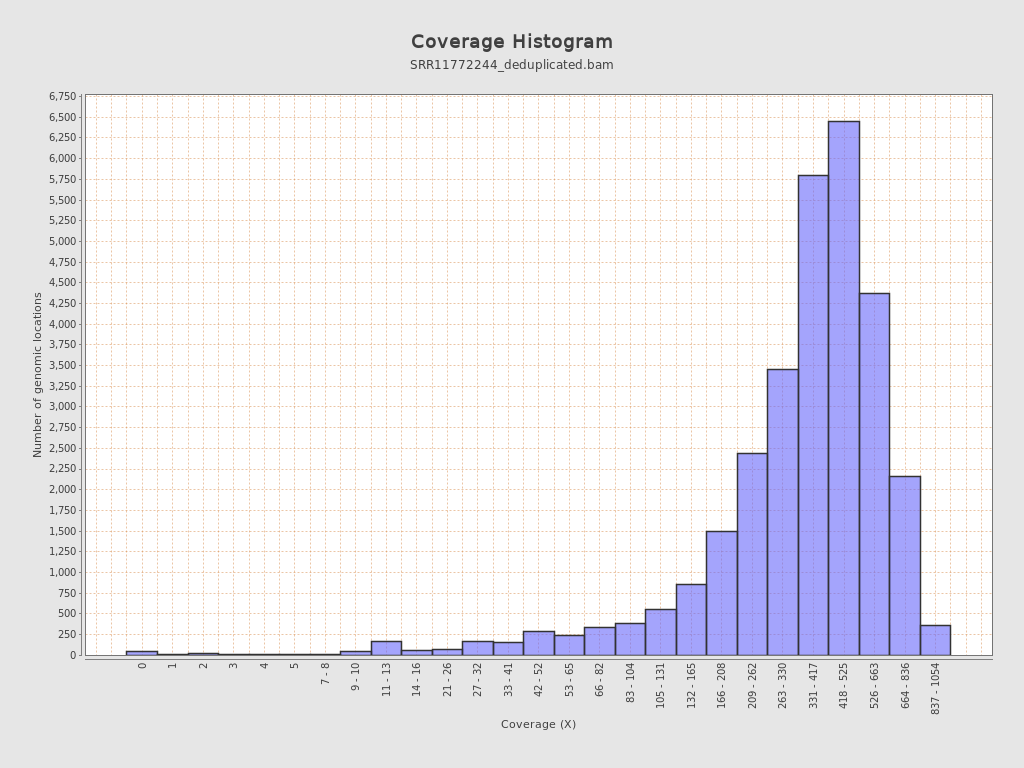 Coverage Histogram
SRR11772244_deduplicated.bam
6,750
6,500
6,250
6,000
5,750
5,500
5,250
5,000
4,750
4,500
4,250
4,000
3,750
3,500
3,250
3,000
2,750
2,500
2,250
2,000
1,750
1,500
1,250
1,000
750
500
250
0
Number of genomic locations
0
1
2
3
4
5
7 - 8
9 - 10
11 - 13
14 - 16
21 - 26
27 - 32
33 - 41
42 - 52
53 - 65
66 - 82
83 - 104
105 - 131
132 - 165
166 - 208
209 - 262
263 - 330
331 - 417
418 - 525
526 - 663
664 - 836
837 - 1054
Coverage (X)